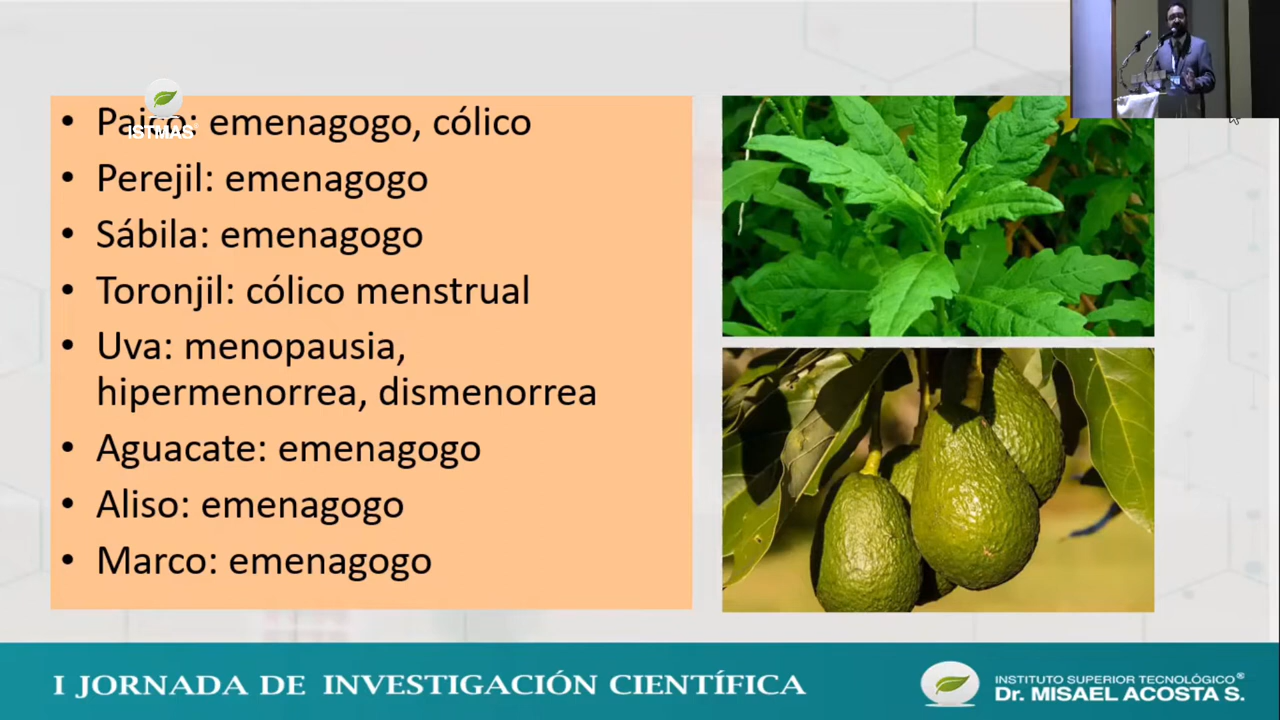 • Paico: emenagogo, cólico
ISTMAS
• Perejil: emenagogo
• Sábila: emenagogo
• Toronjil: cólico menstrual
• Uva: menopausia,
hipermenorrea, dismenorrea
• Aguacate: emenagogo
• Aliso: emenagogo
• Marco: emenagogo
I JORNADA DE INVESTIGACIÓN CIENTÍFICA
INSTITUTO SUPERIOR TECNOLÓGICO®
Dr. MISAEL ACOSTA S.